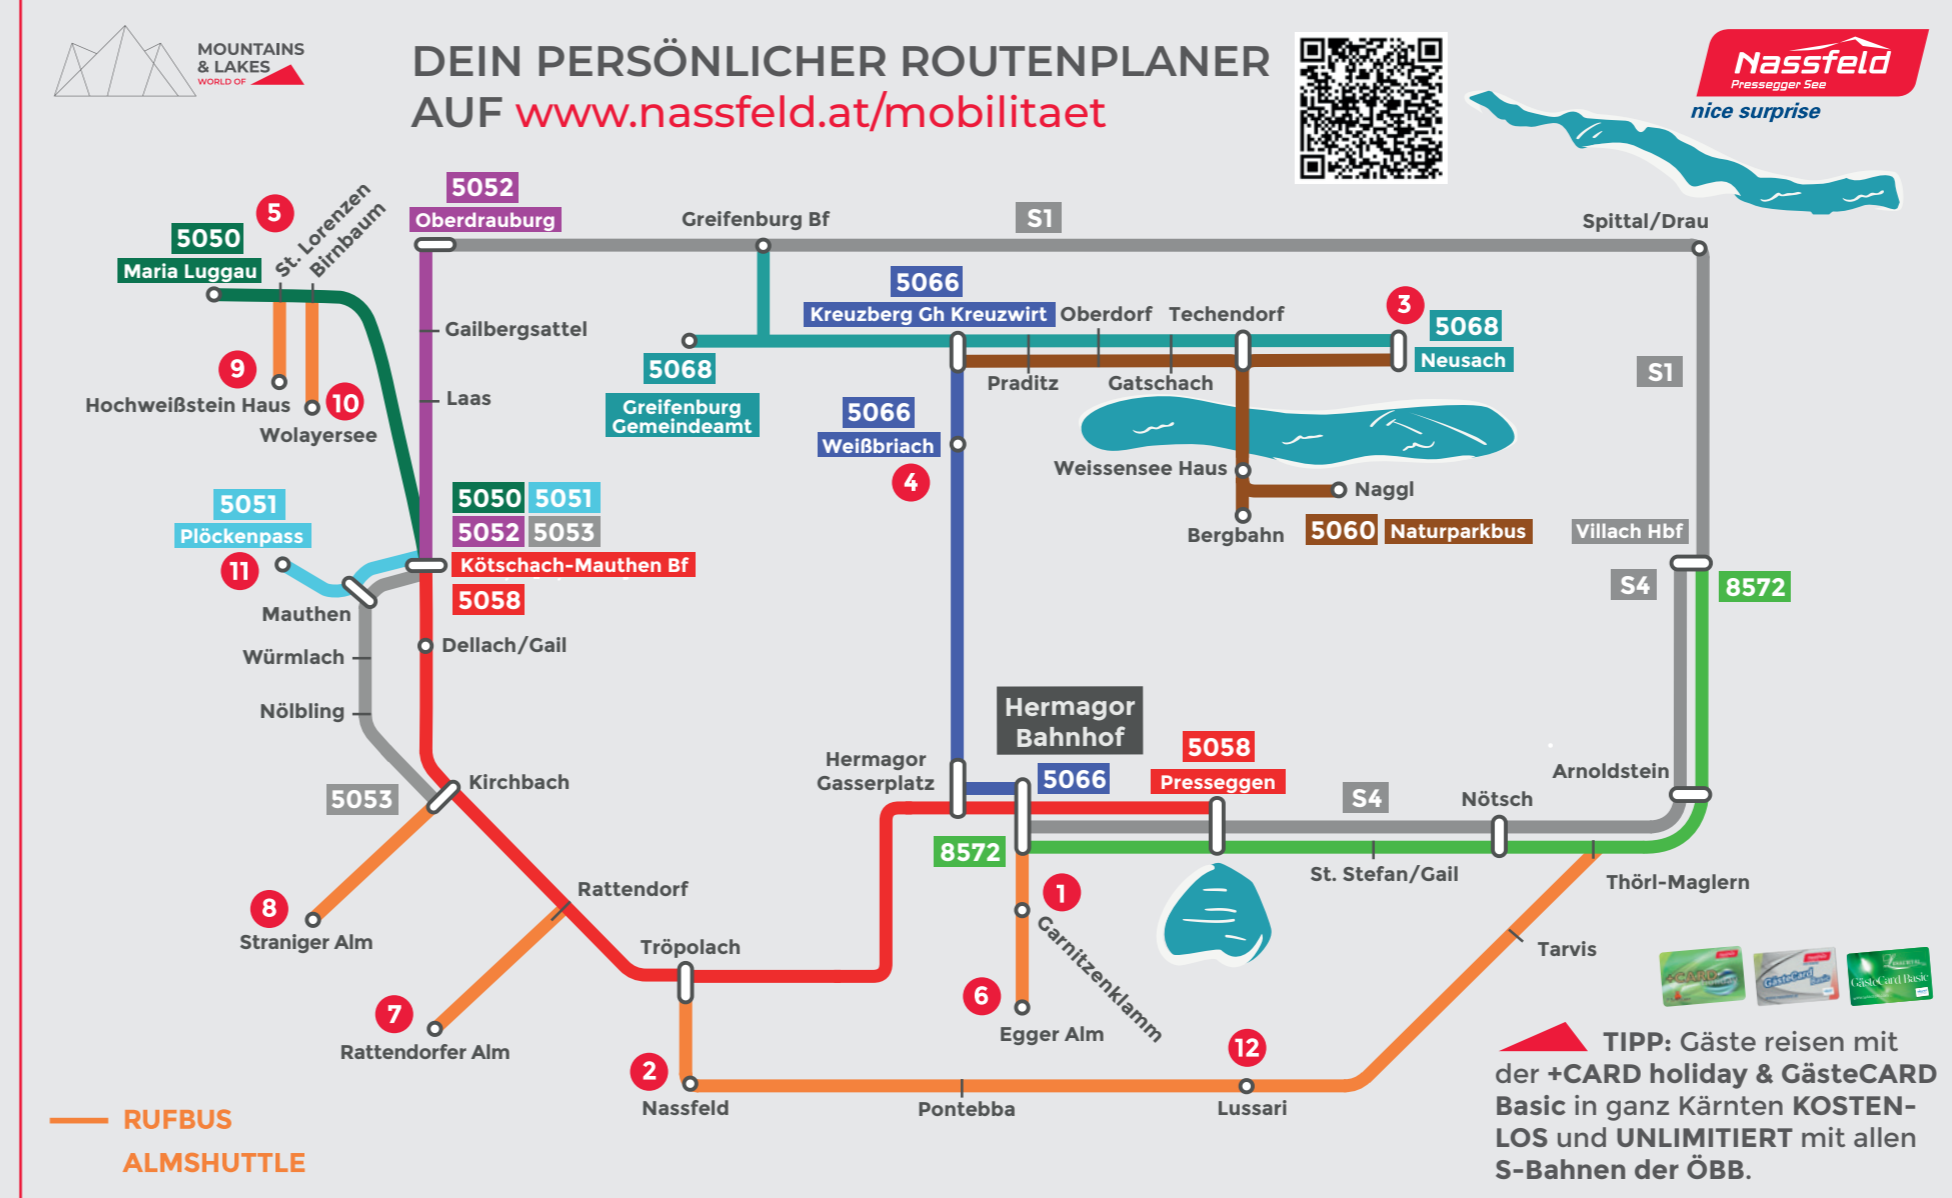 MOUNTAINS
& LAKES
WORLD OF
DEIN PERSÖNLICHER ROUTENPLANER
AUF www.nassfeld.at/mobilitaet
Nassfeld
Pressegger See
nice surprise
5052
Oberdrauburg
Greifenburg Bf
S1
Spittal/Drau
5
St. Lorenzen
Birnbaum
5050
Maria Luggau
5066
Kreuzberg Gh Kreuzwirt
Oberdorf
Techendorf
3
5068
Neusach
Gailbergsattel
5068
Greifenburg
Gemeindeamt
Praditz
Gatschach
S1
9
Hochweißstein Haus
10
Wolayersee
Laas
5066
Weißbriach
4
Weissensee Haus
Naggl
Bergbahn
5060
Naturparkbus
Villach Hbf
S4
8572
5051
Plöckenpass
11
5050
5051
5052
5053
Kötschach-Mauthen Bf
5058
Mauthen
Dellach/Gail
Würmlach
Nölbling
Hermagor
Bahnhof
5058
Presseggen
Hermagor
Gasserplatz
5066
Kirchbach
5053
S4
Nötsch
Arnoldstein
8572
St. Stefan/Gail
Thörl-Maglern
Rattendorf
8
Straniger Alm
1
Garnitzenklamm
Tröpolach
Tarvis
7
Rattendorfer Alm
6
Egger Alm
12
2
Nassfeld
Pontebba
Lussari
+CARD
GästeCard
Basic
GästeCard Basic
RUFBUS
ALMSHUTTLE
TIPP: Gäste reisen mit
der +CARD holiday & GästeCARD
Basic in ganz Kärnten KOSTEN-
LOS und UNLIMITIERT mit allen
S-Bahnen der ÖBB.